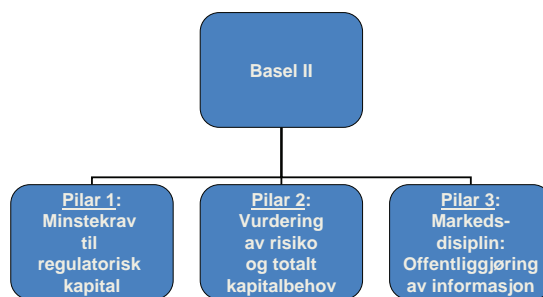 Basel II
Pilar 1:
Minstekrav
til
regulatorisk
kapital
Pilar 2:
Vurdering
av risiko
og totalt
kapitalbehov
Pilar 3:
Markeds-
disiplin:
Offentliggjøring
av informasjon